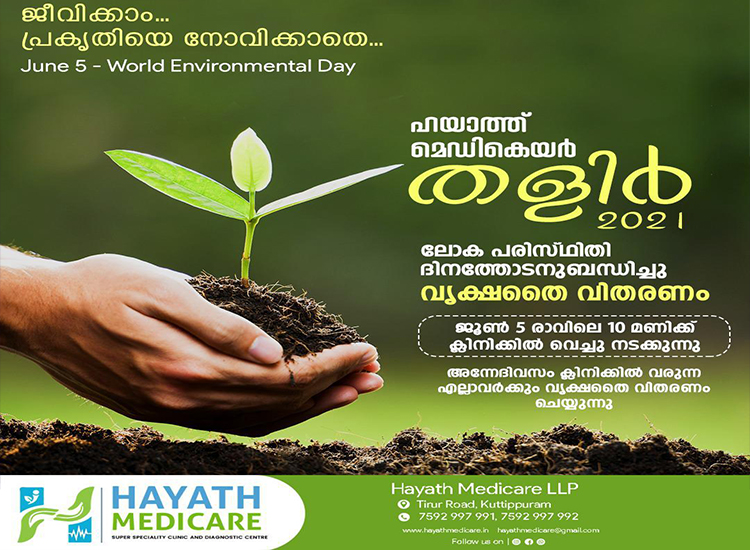 ജീവിക്കാം...
പ്രകൃതിയെ നോവിക്കാതെ...
June 5 - World Environmental Day
ഹയാത്ത്
മെഡികെയർ
തളിർ
2021
ലോക പരിസ്ഥിതി
ദിനത്തോടനുബന്ധിച്ചു
വൃക്ഷതൈ വിതരണം
ജൂൺ 5 രാവിലെ 10 മണിക്ക്
ക്ലിനിക്കിൽ വെച്ചു നടക്കുന്നു
അന്നേദിവസം ക്ലിനിക്കിൽ വരുന്ന
എല്ലാവർക്കും വൃക്ഷതൈ വിതരണം
ചെയ്യുന്നു
HAYATH
MEDICARE
SUPER SPECIALITY CLINIC AND DIAGNOSTIC CENTRE
Hayath Medicare LLP
Tirur Road, Kuttippuram
7592 997 991, 7592 997 992
www.hayathmedicare.in hayathmedicare@gmail.com
Follow us on |